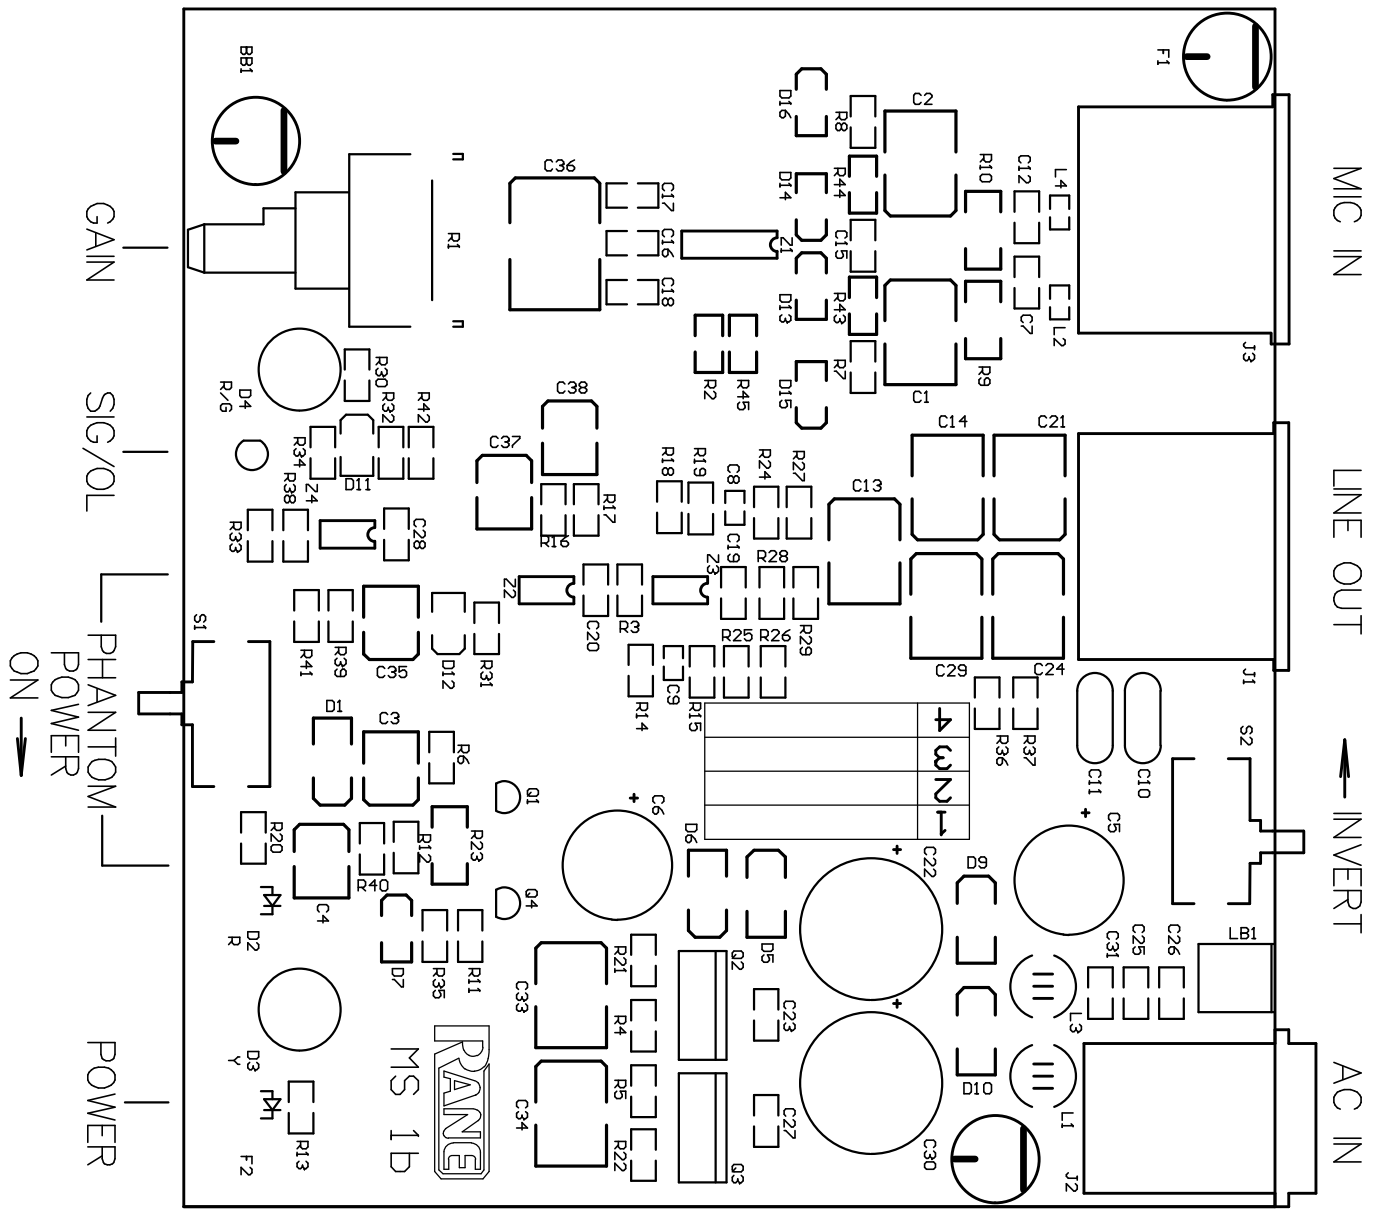 MIC IN
LINE OUT
INVERT
AC IN
F1
J3
J1
S2
LB1
J2
L4
L2
C12
C7
R10
R9
C2
C1
C14
C21
C13
C29
C24
R36
R37
C11
C10
C5
C31
C25
C26
L3
L1
D9
D10
C22
C30
4 3 2 1
D16
R8
R44
D14
C15
Z1
D13
R43
R7
D15
R2
R45
C36
C17
C16
C18
C38
C37
R16
R17
R18
R19
C8
R24
R27
C19
R28
Z3
R29
Z2
C20
R3
R25
R26
R14
C9
R15
C6
D6
D5
Q2
Q3
C23
C27
R21
R4
R5
R22
C33
C34
Q1
Q4
BB1
R1
R30
D4
R/G
R32
R42
R34
D11
Z4
R38
R33
C28
S1
R41
R39
C35
D12
R31
D1
C3
R6
R20
C4
R40
R12
R23
D7
R35
R11
D2
R
D3
Y
R13
F2
RANE
MS 1b
GAIN
SIG/OL
PHANTOM
POWER
ON
POWER